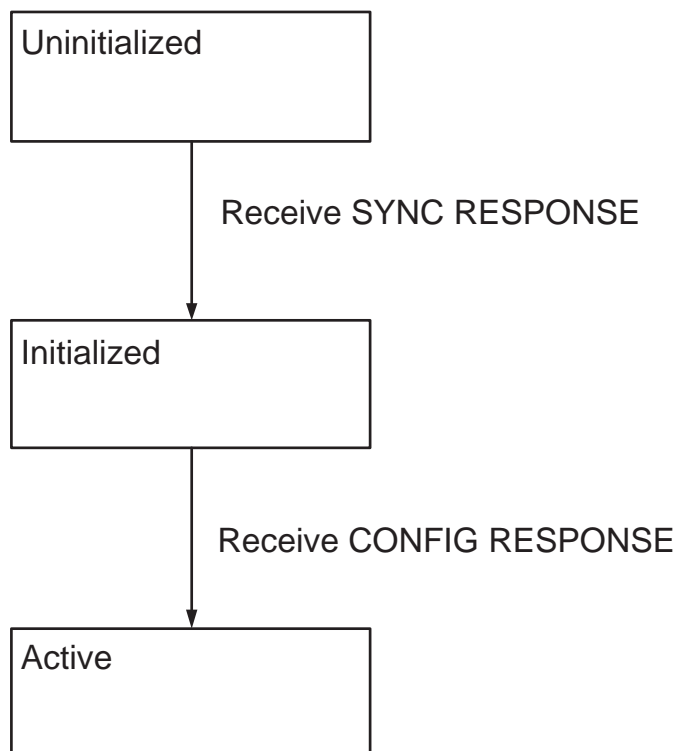 Uninitialized
Receive SYNC RESPONSE
Initialized
Receive CONFIG RESPONSE
Active